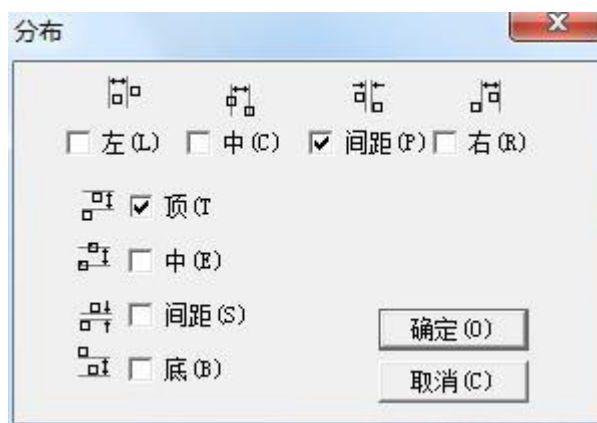 分布
左(L) 中(C) 间距(P) 右(R)
顶(T
中(E)
间距(S)
底(B)
确定(O)
取消(C)